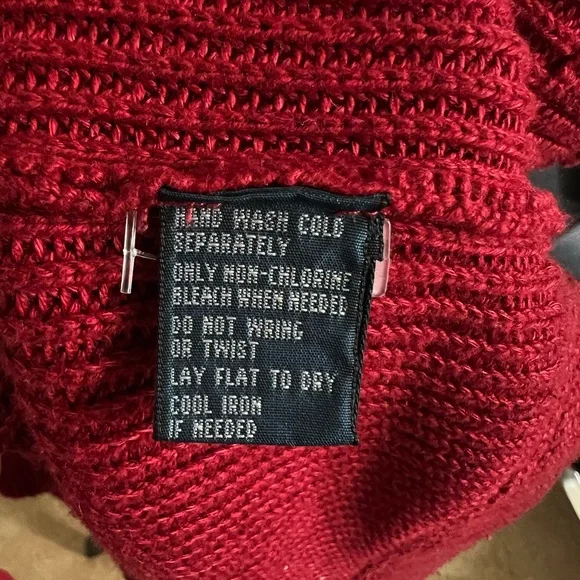 HAND WASH COLD
SEPARATELY
ONLY NON-CHLORINE
BLEACH WHEN NEEDED
DO NOT WRING
OR TWIST
LAY FLAT TO DRY
COOL IRON
IF NEEDED